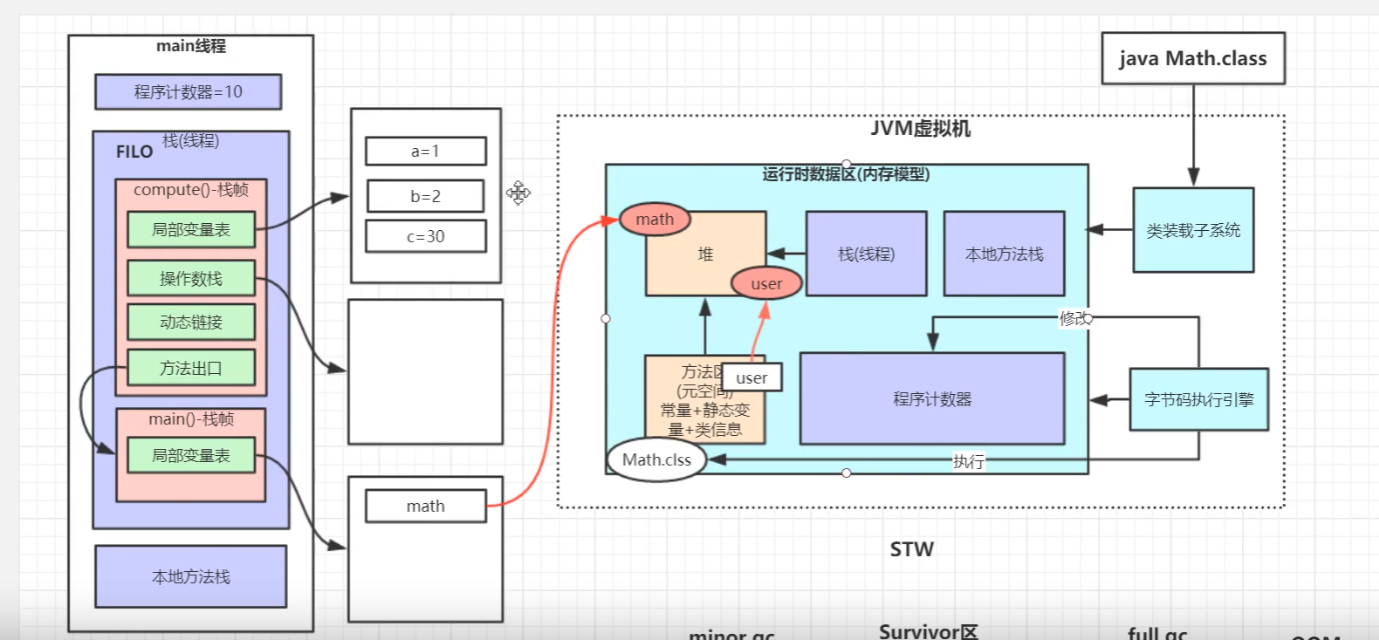 main线程
程序计数器=10
栈(线程)
FILO
compute()-栈帧
局部变量表
操作数栈
动态链接
方法出口
main()-栈帧
局部变量表
本地方法栈
a=1
b=2
c=30
math
java Math.class
JVM虚拟机
运行时数据区(内存模型)
math
堆
user
栈(线程)
本地方法栈
类装载子系统
修改
方法区
(元空间)
常量+静态变
量+类信息
user
程序计数器
字节码执行引擎
Math.clss
执行
STW
minor gc
Survivor区
full gc
OOM